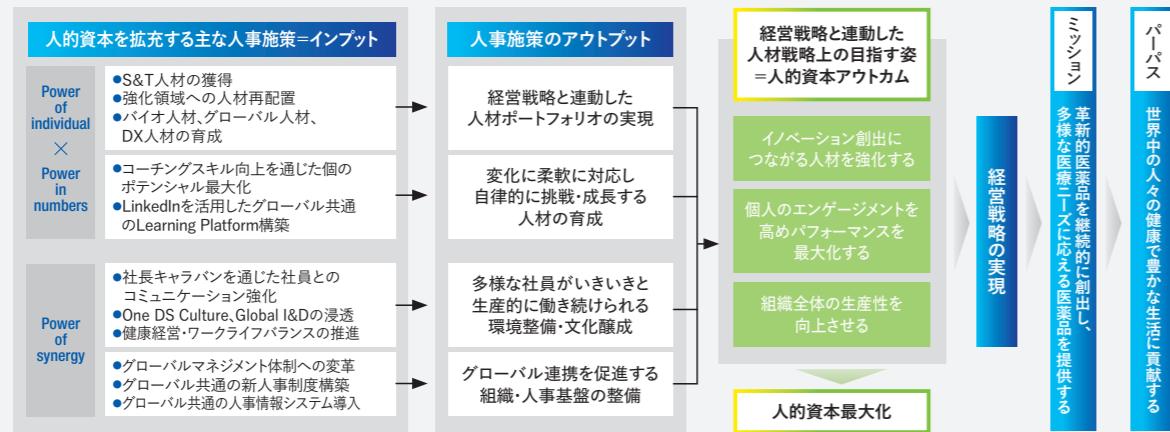 人的資本を拡充する主な人事施策=インプット
Power
of
individual
×
Power
in
numbers
●S&T人材の獲得
●強化領域への人材再配置
●バイオ人材、グローバル人材、
DX人材の育成
●コーチングスキル向上を通じた個の
ポテンシャル最大化
●LinkedInを活用したグローバル共通
のLearning Platform構築
Power
of
synergy
●社長キャラバンを通じた社員との
コミュニケーション強化
●One DS Culture、Global I&Dの浸透
●健康経営・ワークライフバランスの推進
●グローバルマネジメント体制への変革
●グローバル共通の新人事制度構築
●グローバル共通の人事情報システム導入
人事施策のアウトプット
経営戦略と連動した
人材ポートフォリオの実現
変化に柔軟に対応し
自律的に挑戦・成長する
人材の育成
多様な社員がいきいきと
生産的に働き続けられる
環境整備・文化醸成
グローバル連携を促進する
組織・人事基盤の整備
経営戦略と連動した
人材戦略上の目指す姿
=人的資本アウトカム
イノベーション創出に
つながる人材を強化する
個人のエンゲージメントを
高めパフォーマンスを
最大化する
組織全体の生産性を
向上させる
人的資本最大化
経営戦略の実現
ミッション
革新的医薬品を継続的に創出し、
多様な医療ニーズに応える医薬品を提供する
パーパス
世界中の人々の健康で豊かな生活に貢献する